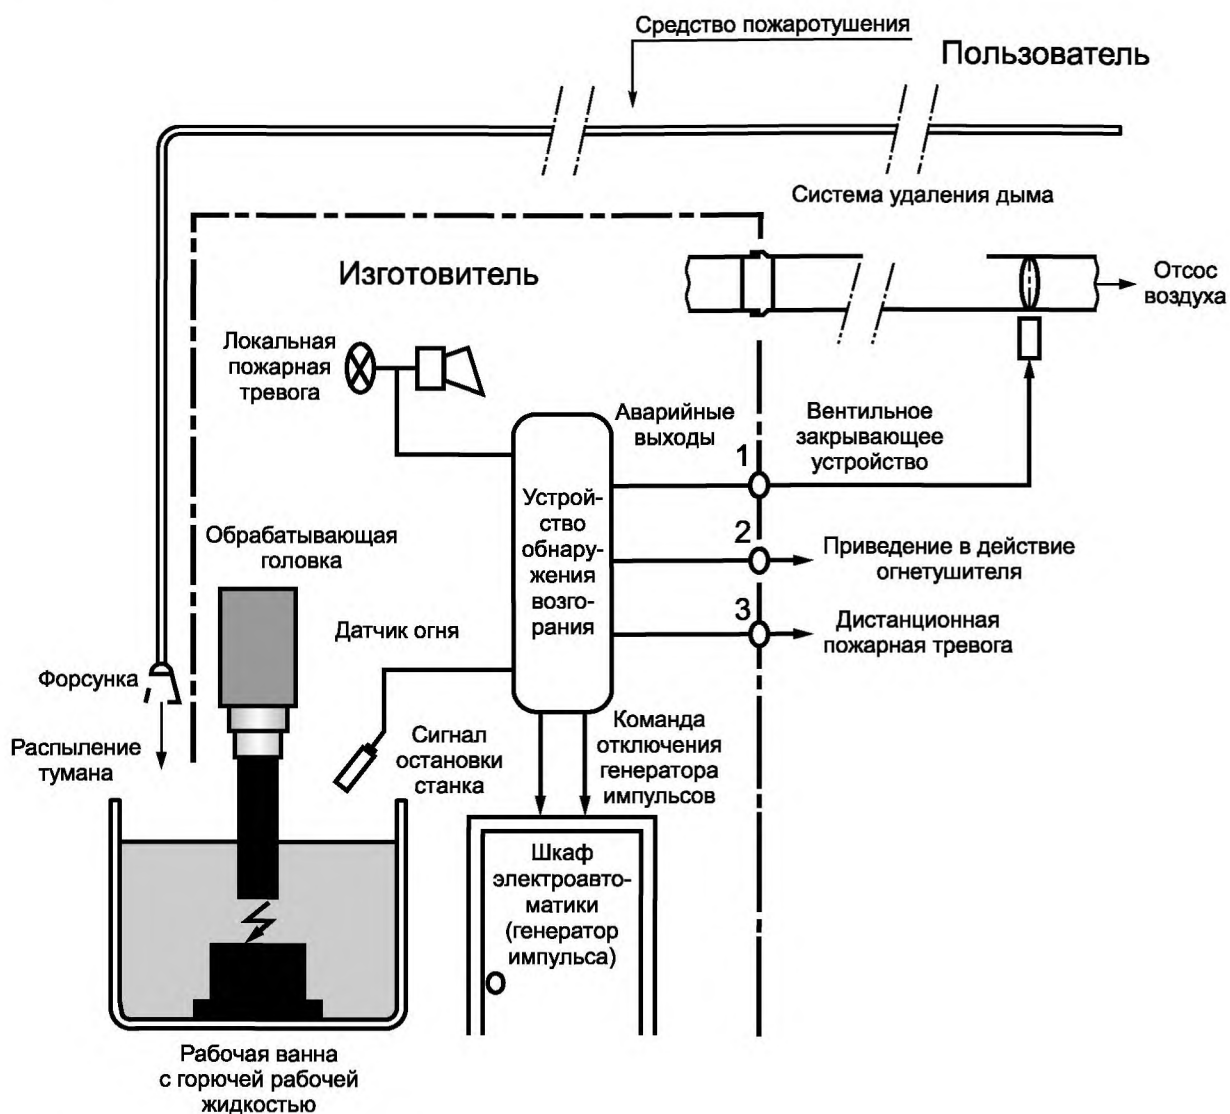 Средство пожаротушения
Пользователь
Система удаления дыма
Изготовитель
Отсос
воздуха
Локальная
пожарная
тревога
Аварийные
выходы
Вентильное
закрывающее
устройство
1
Устрой-
ство
обнару-
жения
возго-
рания
2
Приведение в действие
огнетушителя
Обрабатывающая
головка
3
Дистанционная
пожарная тревога
Датчик огня
Форсунка
Распыление
тумана
Сигнал
остановки
станка
Команда
отключения
генератора
импульсов
Шкаф
электроавто-
матики
(генератор
импульса)
Рабочая ванна
с горючей рабочей
жидкостью